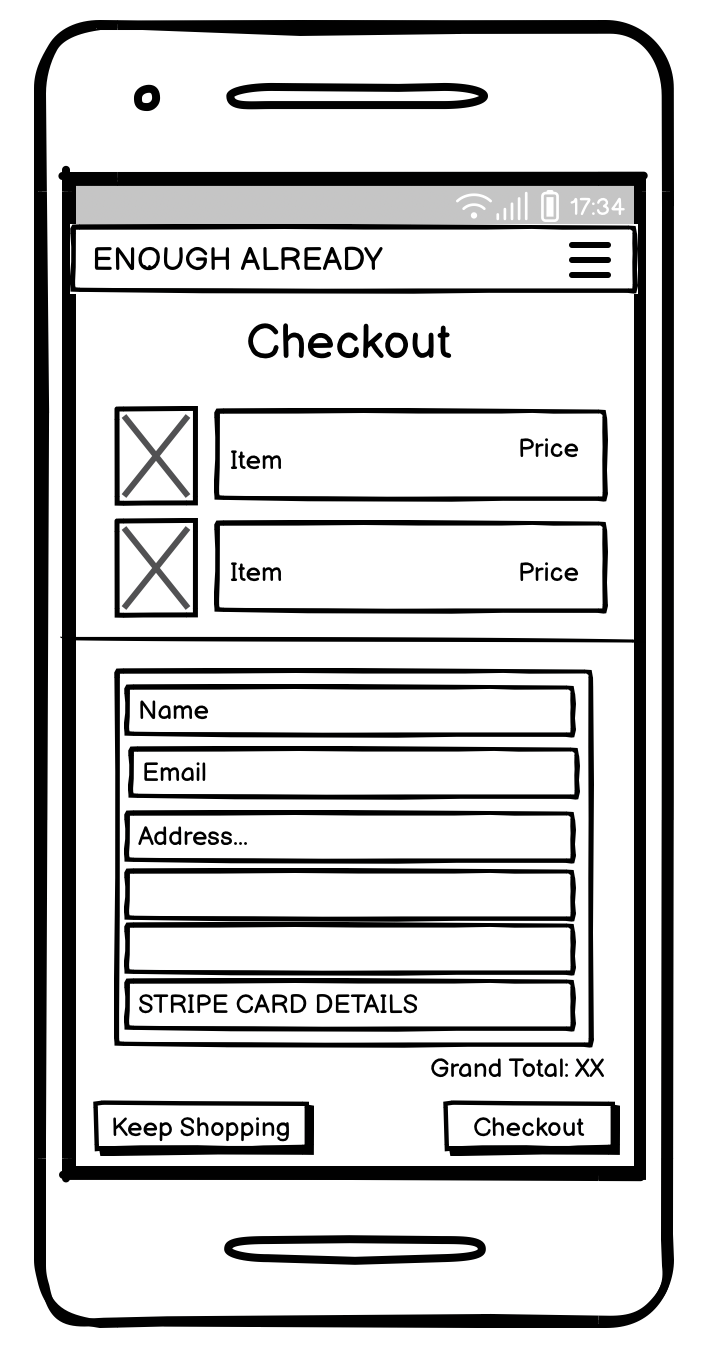 17:34
ENOUGH ALREADY
Checkout
Item Price
Item Price
Name
Email
Address...
STRIPE CARD DETAILS
Grand Total: XX
Keep Shopping Checkout